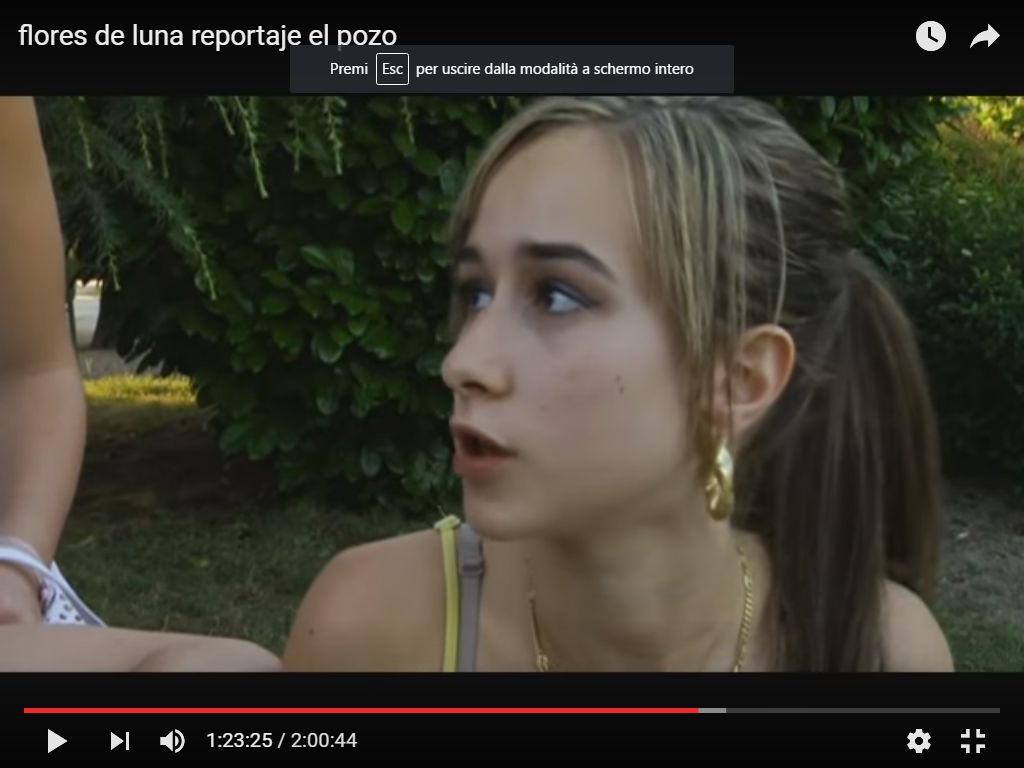 flores de luna reportaje el pozo
Premi Esc per uscire dalla modalità a schermo intero
1:23:25 / 2:00:44